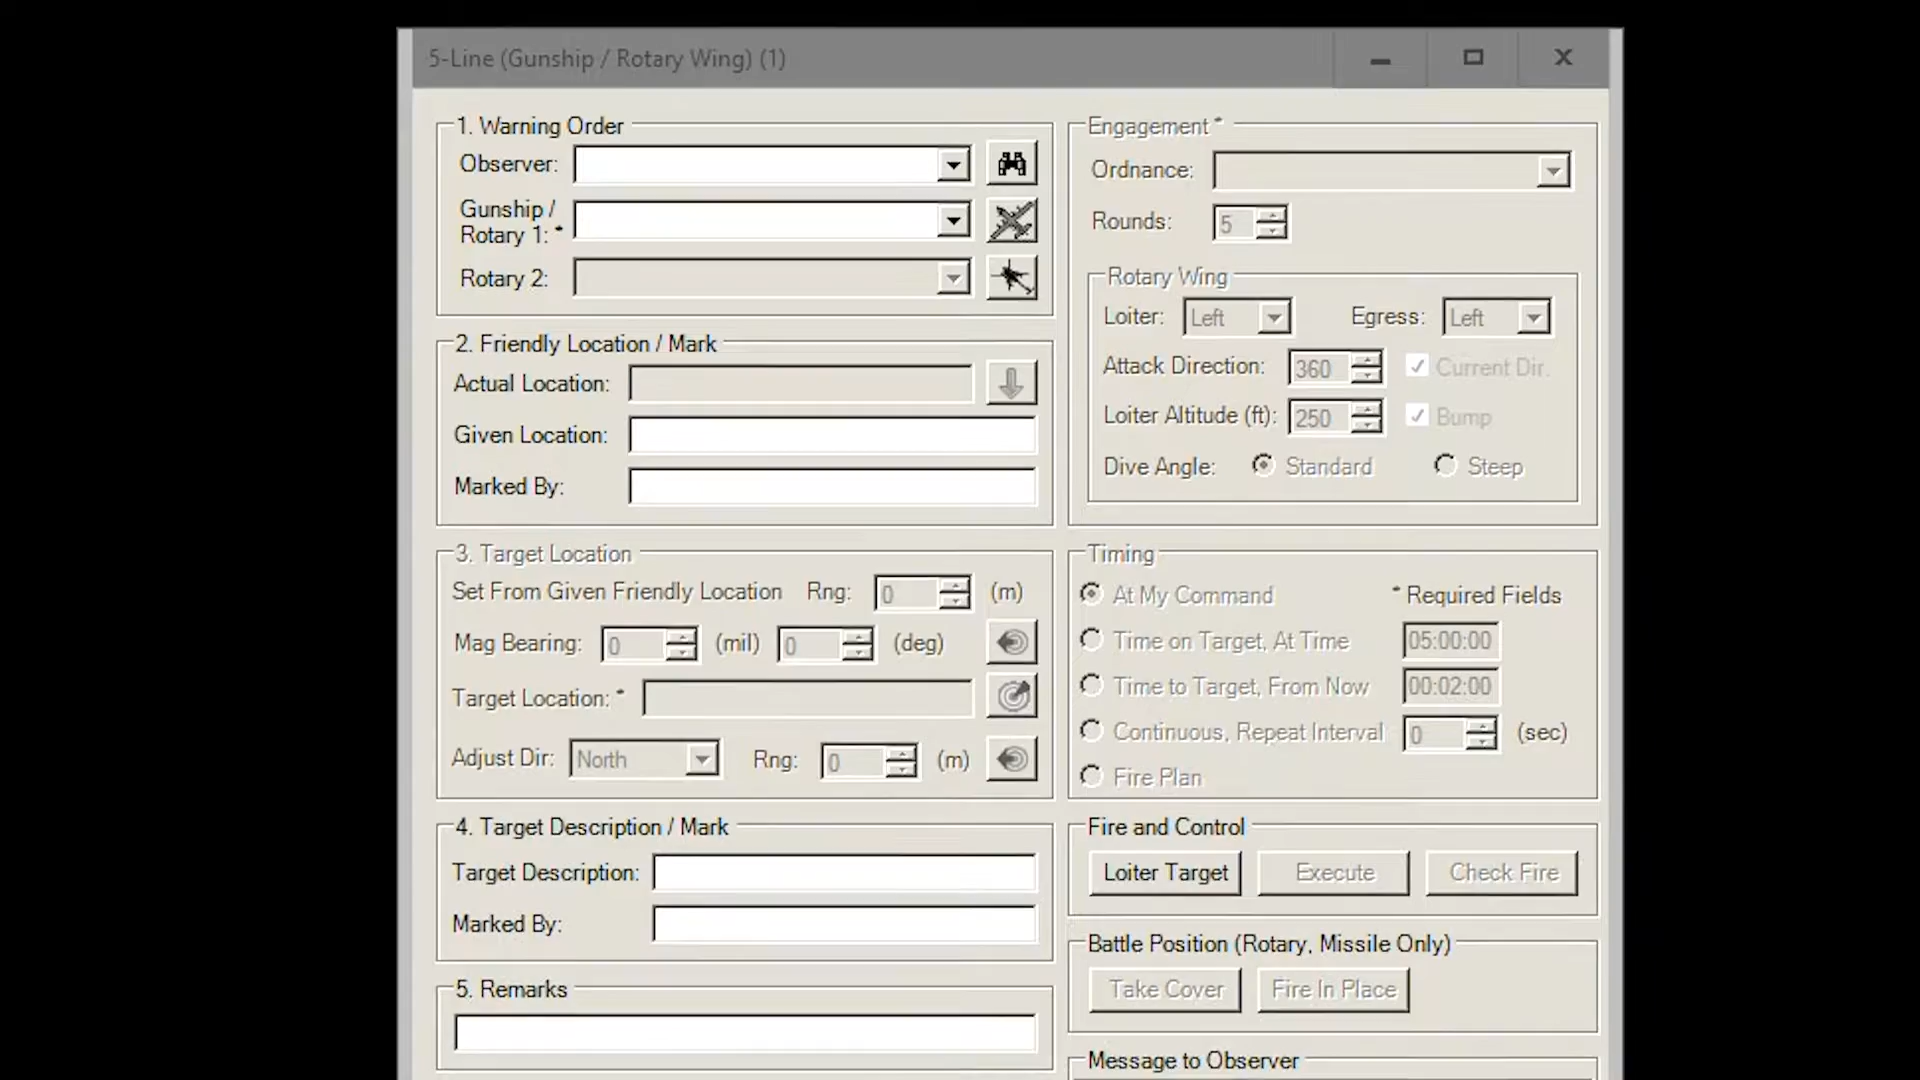 5-Line (Gunship / Rotary Wing) (1)
1. Warning Order
Observer:
Gunship /
Rotary 1: *
Rotary 2:
2. Friendly Location / Mark
Actual Location:
Given Location:
Marked By:
3. Target Location
Set From Given Friendly Location Rng: 0 (m)
Mag Bearing: 0 (mil) 0 (deg)
Target Location: *
Adjust Dir: North Rng: 0 (m)
4. Target Description / Mark
Target Description:
Marked By:
5. Remarks
Engagement *
Ordnance:
Rounds: 5
Rotary Wing
Loiter: Left Egress: Left
Attack Direction: 360 Current Dir.
Loiter Altitude (ft): 250 Bump
Dive Angle: Standard Steep
Timing
At My Command * Required Fields
Time on Target, At Time 05:00:00
Time to Target, From Now 00:02:00
Continuous, Repeat Interval 0 (sec)
Fire Plan
Fire and Control
Loiter Target Execute Check Fire
Battle Position (Rotary, Missile Only)
Take Cover Fire In Place
Message to Observer